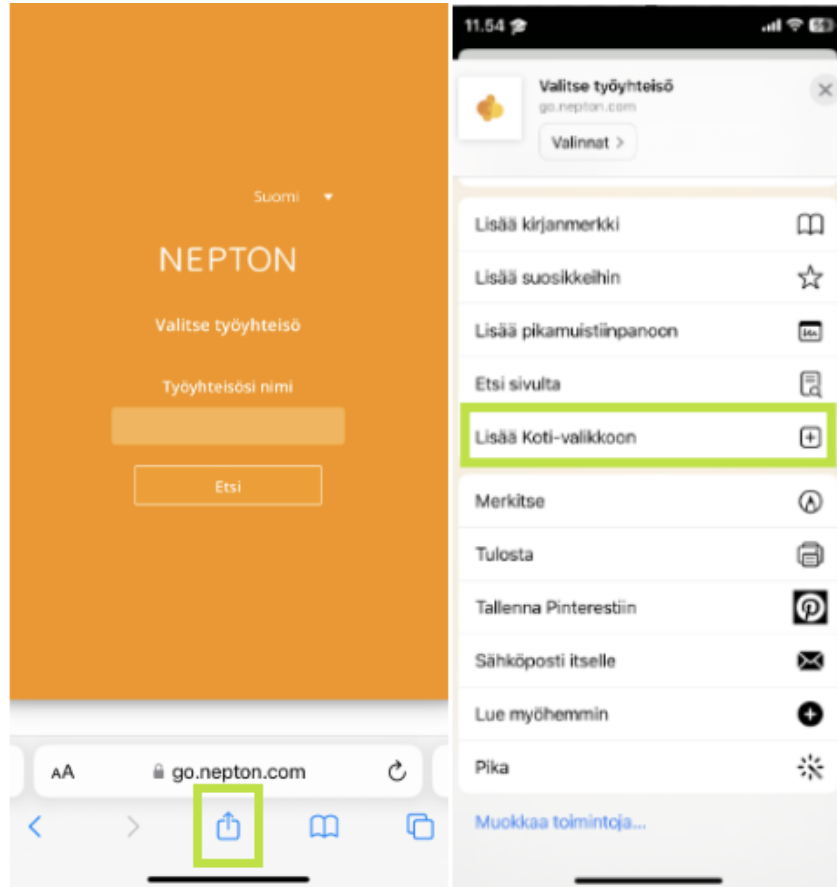 Suomi
NEPTON
Valitse työyhteisö
Työyhteisösi nimi
Etsi
AA
go.nepton.com
11.54
Valitse työyhteisö
go.nepton.com
Valinnat >
Lisää kirjanmerkki
Lisää suosikkeihin
Lisää pikamuistiinpanoon
Etsi sivulta
Lisää Koti-valikkoon
Merkitse
Tulosta
Tallenna Pinterestiin
Sähköposti itselle
Lue myöhemmin
Pika
Muokkaa toimintoja...